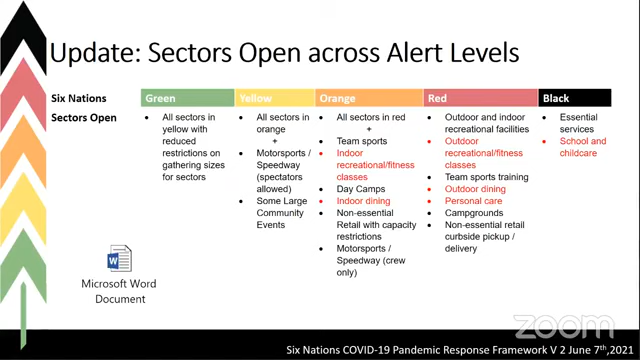 Update: Sectors Open across Alert Levels
Six Nations
Green
Yellow
Orange
Red
Black
Sectors Open
• All sectors in
yellow with
reduced
restrictions on
gathering sizes
for sectors
• All sectors in
orange
+
• Motorsports /
Speedway
(spectators
allowed)
• Some Large
Community
Events
• All sectors in red
+
• Team sports
• Indoor
recreational/fitness
classes
• Day Camps
• Indoor dining
• Non-essential
Retail with capacity
restrictions
• Motorsports /
Speedway (crew
only)
• Outdoor and indoor
recreational facilities
• Outdoor
recreational/fitness
classes
• Team sports training
• Outdoor dining
• Personal care
• Campgrounds
• Non-essential retail
curbside pickup /
delivery
• Essential
services
• School and
childcare
W
Microsoft Word
Document
zoom
Six Nations COVID-19 Pandemic Response Framework V 2 June 7th,2021